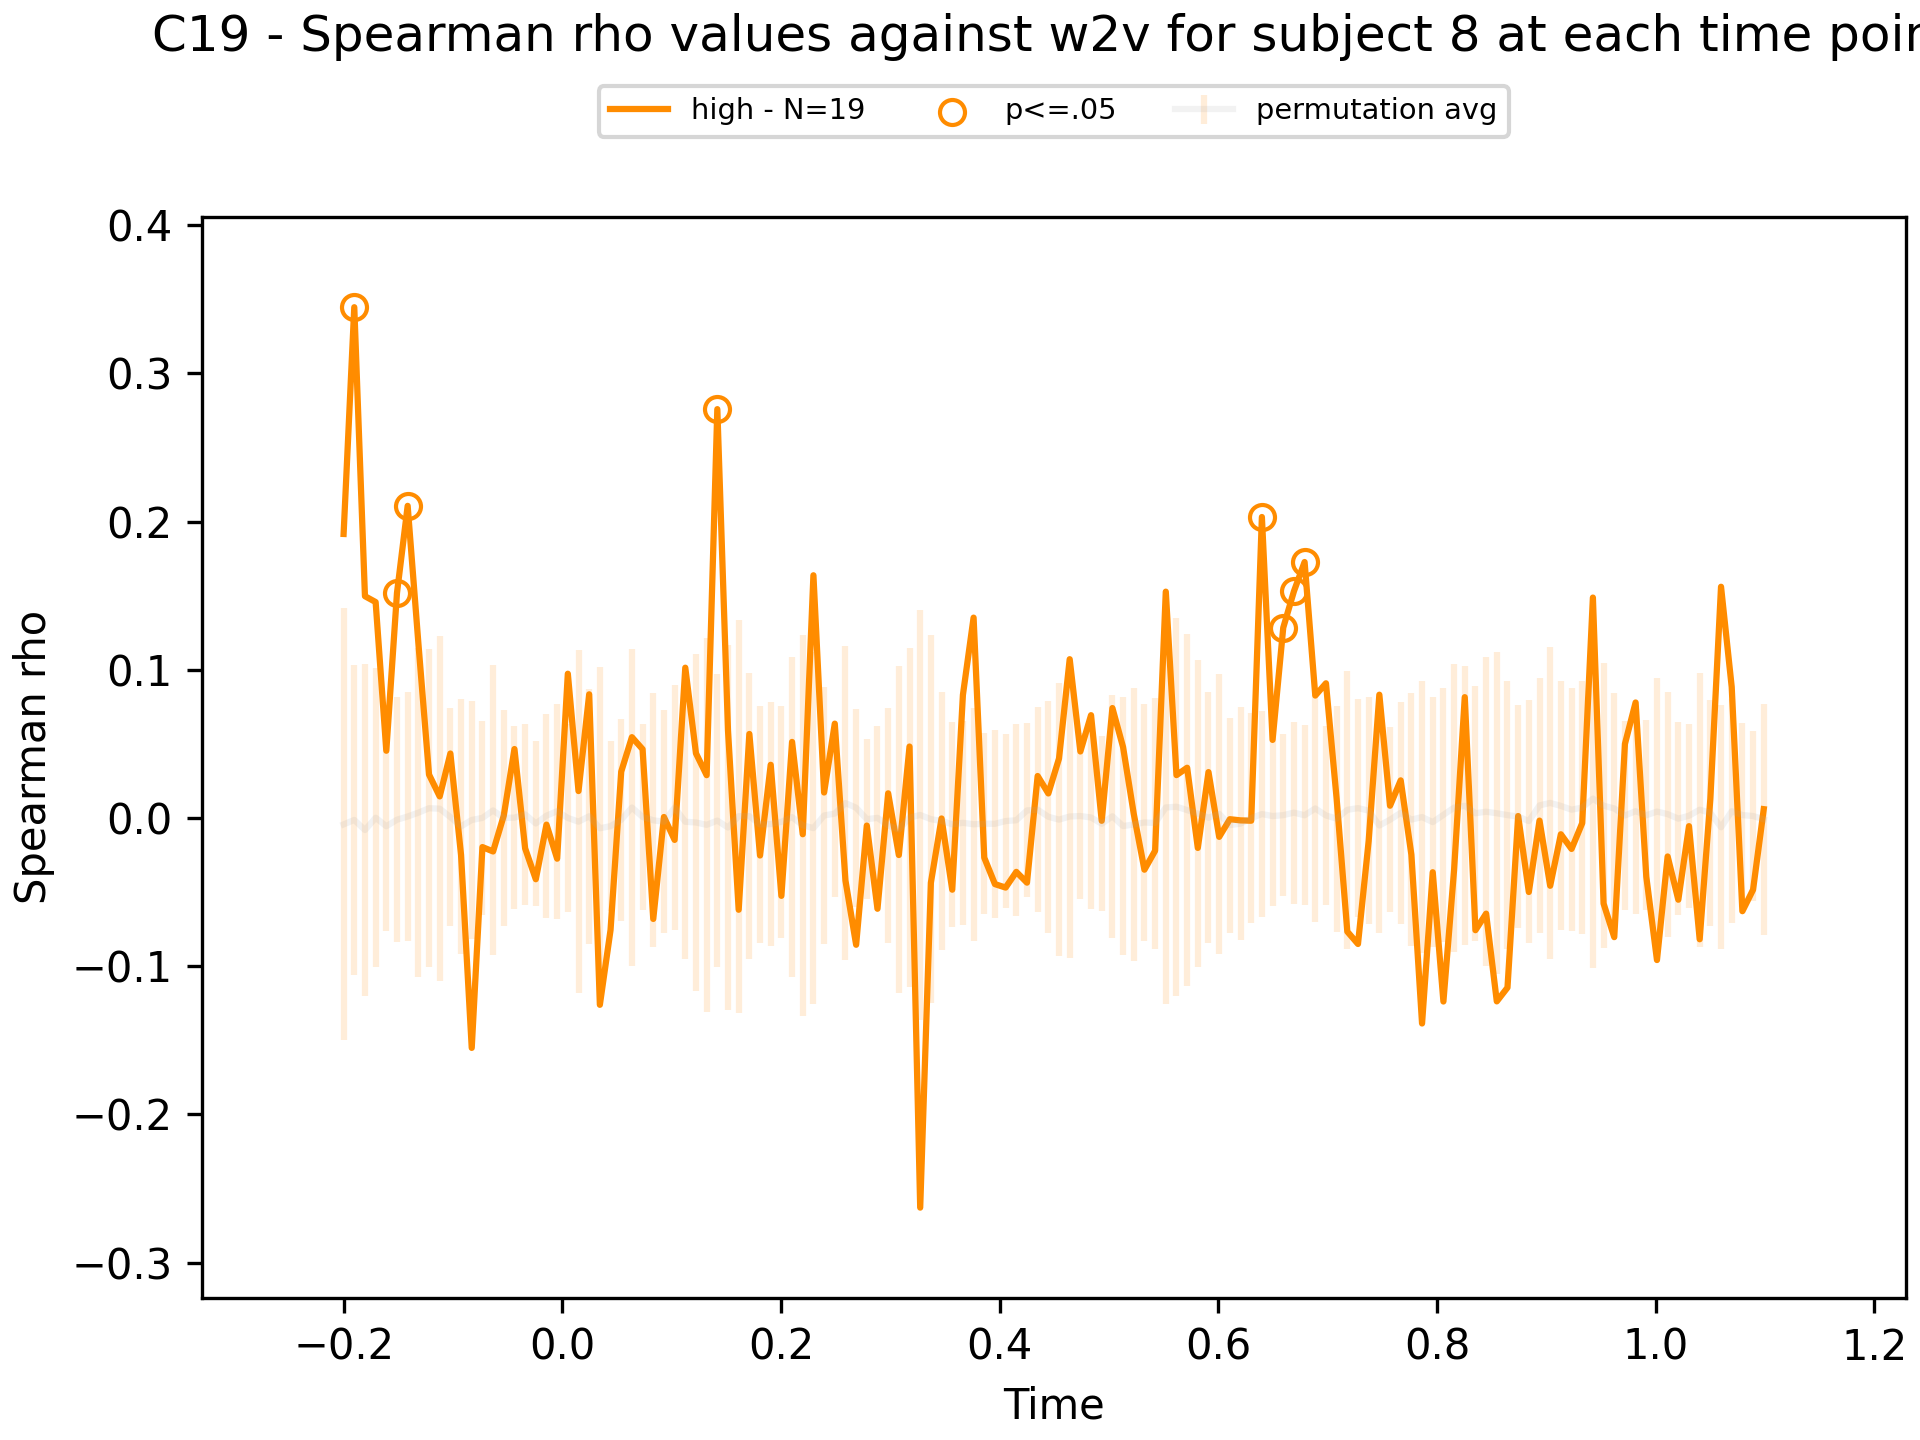 C19 - Spearman rho values against w2v for subject 8 at each time poin
high - N=19 p<=.05 permutation avg
0.4
0.3
0.2
0.1
0.0
−0.1
−0.2
−0.3
Spearman rho
−0.2 0.0 0.2 0.4 0.6 0.8 1.0 1.2
Time